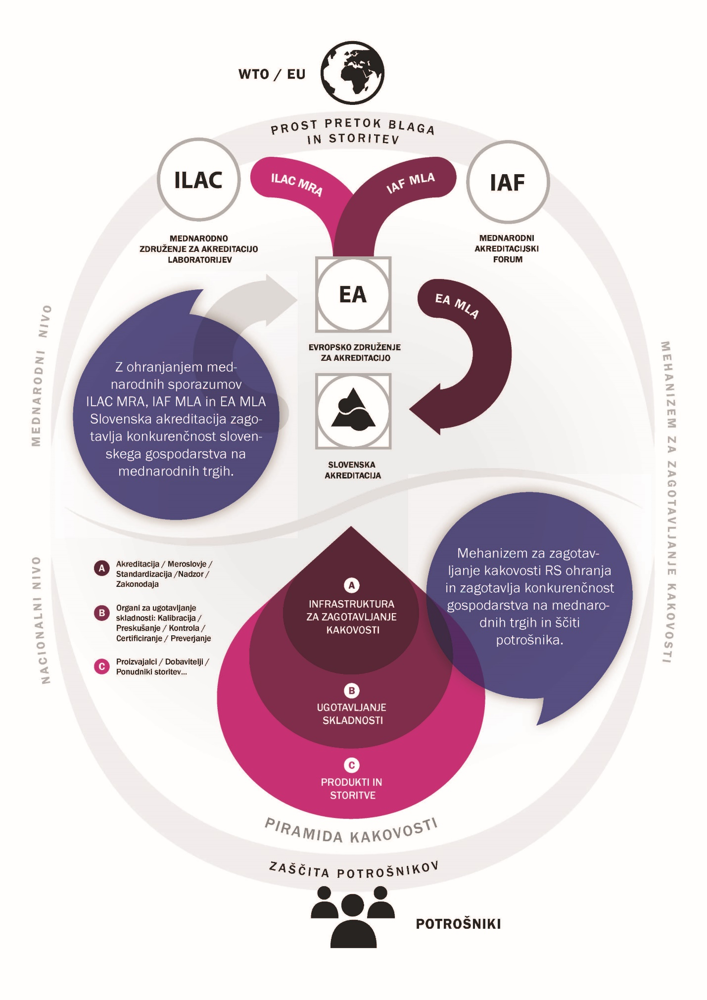 WTO / EU
PROST PRETOK BLAGA
IN STORITEV
ILAC
ILAC MRA
IAF MLA
IAF
MEDNARODNO
ZDRUŽENJE ZA AKREDITACIJO
LABORATORIJEV
MEDNARODNI
AKREDITACIJSKI
FORUM
EA
EA MLA
EVROPSKO ZDRUŽENJE
ZA AKREDITACIJO
MEDNARODNI NIVO
Z ohranjanjem med-
narodnih sporazumov
ILAC MRA, IAF MLA in EA MLA
Slovenska akreditacija zago-
tavlja konkurenčnost sloven-
skega gospodarstva na
mednarodnih trgih.
SLOVENSKA
AKREDITACIJA
MEHANIZEM ZA ZAGOTAVLJANJE KAKOVOSTI
NACIONALNI NIVO
A
Akreditacija / Meroslovje /
Standardizacija /Nadzor /
Zakonodaja
B
Organi za ugotavljanje
skladnosti: Kalibracija /
Preskušanje / Kontrola /
Certificiranje / Preverjanje
C
Proizvajalci / Dobavitelji /
Ponudniki storitev...
A
INFRASTRUKTURA
ZA ZAGOTAVLJANJE
KAKOVOSTI
B
UGOTAVLJANJE
SKLADNOSTI
C
PRODUKTI IN
STORITVE
Mehanizem za zagotav-
ljanje kakovosti RS ohranja
in zagotavlja konkurenčnost
gospodarstva na mednaro-
dnih trgih in ščiti
potrošnika.
PIRAMIDA KAKOVOSTI
ZAŠČITA POTROŠNIKOV
POTROŠNIKI